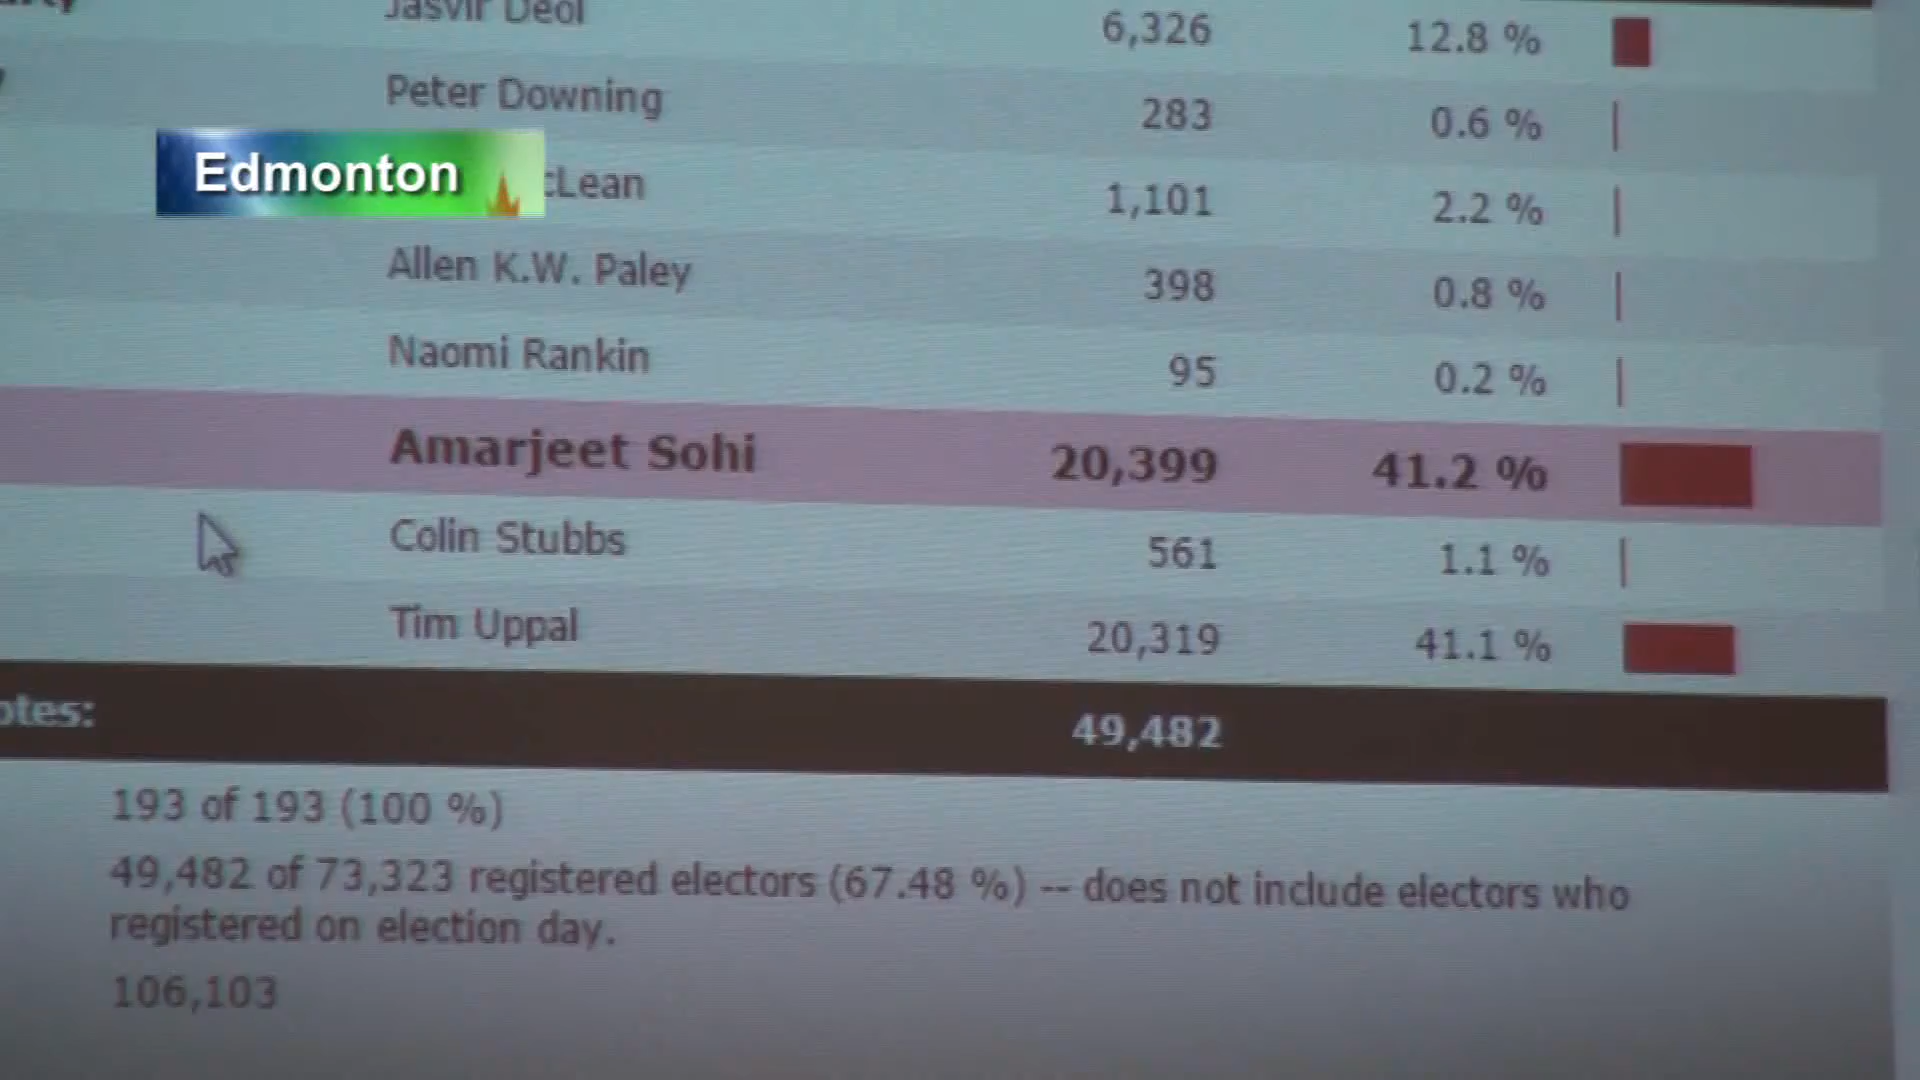 Jasvir Deol 6,326 12.8 %
Peter Downing 283 0.6 %
Edmonton
cLean 1,101 2.2 %
Allen K.W. Paley 398 0.8 %
Naomi Rankin 95 0.2 %
Amarjeet Sohi 20,399 41.2 %
Colin Stubbs 561 1.1 %
Tim Uppal 20,319 41.1 %
otes: 49,482
193 of 193 (100 %)
49,482 of 73,323 registered electors (67.48 %) -- does not include electors who
registered on election day.
106,103